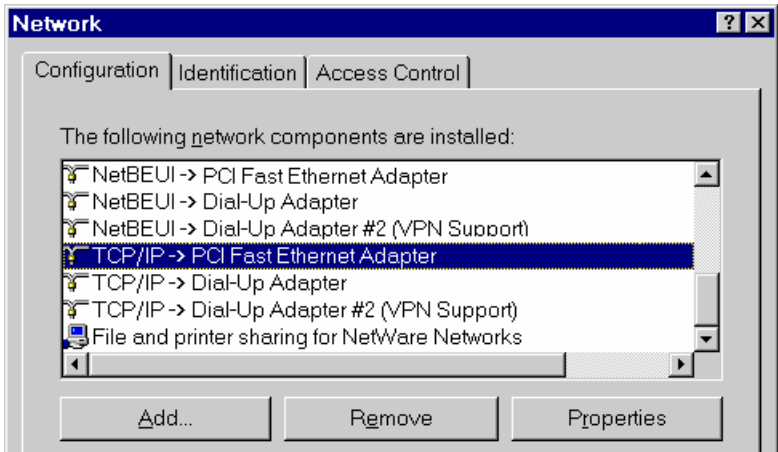 Network
Configuration Identification Access Control
The following network components are installed:
NetBEUI -> PCI Fast Ethernet Adapter
NetBEUI -> Dial-Up Adapter
NetBEUI -> Dial-Up Adapter #2 (VPN Support)
TCP/IP -> PCI Fast Ethernet Adapter
TCP/IP -> Dial-Up Adapter
TCP/IP -> Dial-Up Adapter #2 (VPN Support)
File and printer sharing for NetWare Networks
Add... Remove Properties